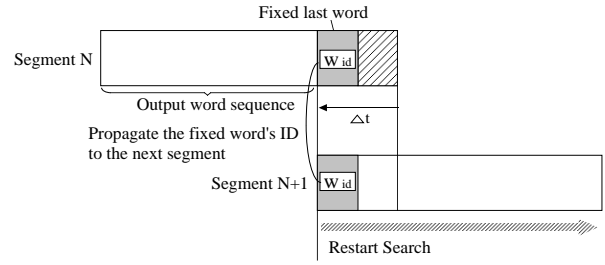 Fixed last word
Segment N
W id
Output word sequence
△t
Propagate the fixed word's ID
to the next segment
Segment N+1
W id
Restart Search